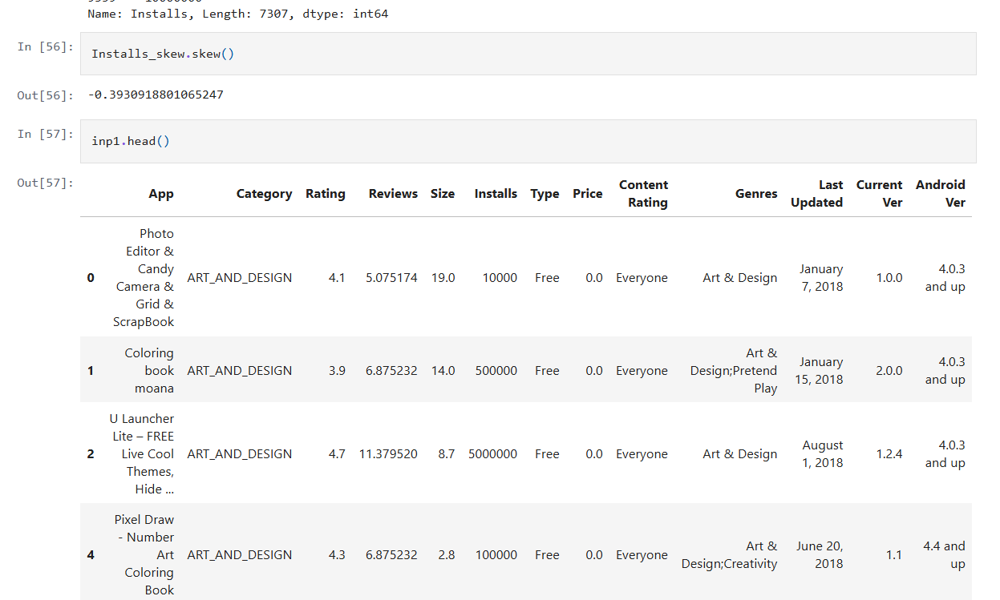 Name: Installs, Length: 7307, dtype: int64
In [56]:
Installs_skew.skew()
Out[56]:
-0.3930918801065247
In [57]:
inp1.head()
Out[57]:
App Category Rating Reviews Size Installs Type Price Content Rating Genres Last Updated Current Ver Android Ver
0 Photo Editor & Candy Camera & Grid & ScrapBook ART_AND_DESIGN 4.1 5.075174 19.0 10000 Free 0.0 Everyone Art & Design January 7, 2018 1.0.0 4.0.3 and up
1 Coloring book moana ART_AND_DESIGN 3.9 6.875232 14.0 500000 Free 0.0 Everyone Art & Design;Pretend Play January 15, 2018 2.0.0 4.0.3 and up
2 U Launcher Lite – FREE Live Cool Themes, Hide ... ART_AND_DESIGN 4.7 11.379520 8.7 5000000 Free 0.0 Everyone Art & Design August 1, 2018 1.2.4 4.0.3 and up
4 Pixel Draw - Number Art Coloring Book ART_AND_DESIGN 4.3 6.875232 2.8 100000 Free 0.0 Everyone Art & Design;Creativity June 20, 2018 1.1 4.4 and up